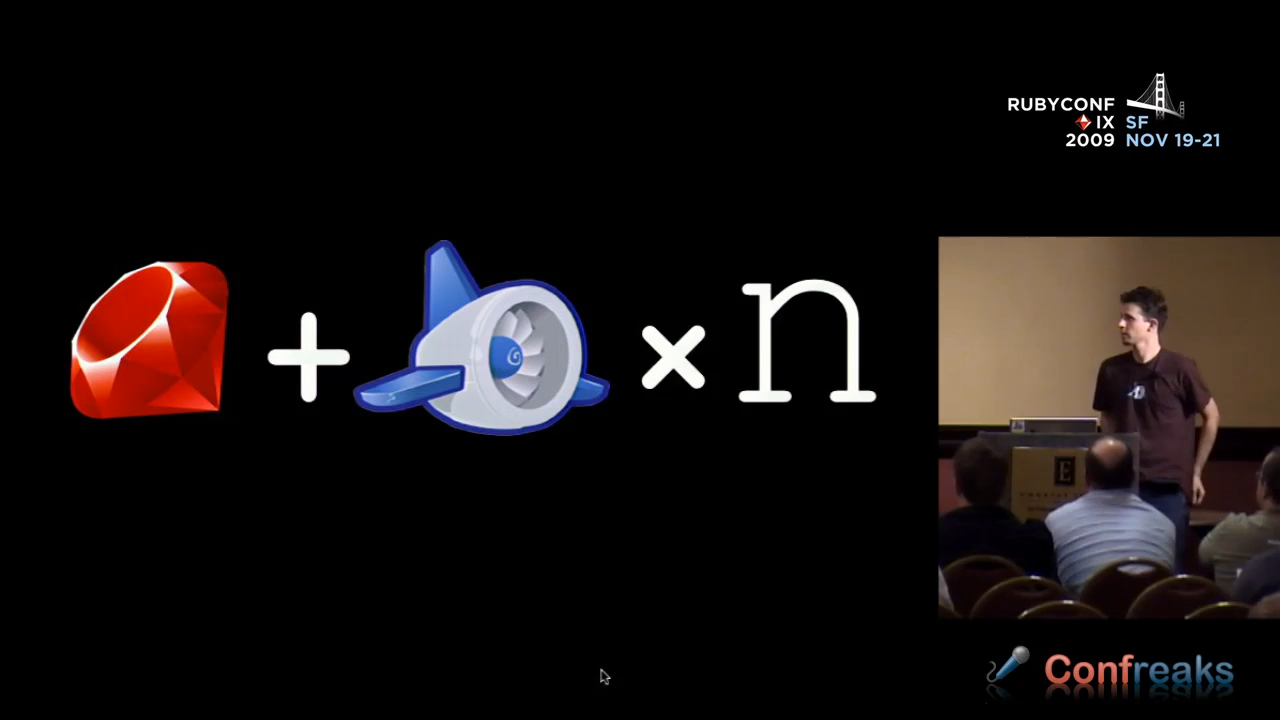 RUBYCONF
IX SF
2009 NOV 19-21
+ × n
E
Confreaks